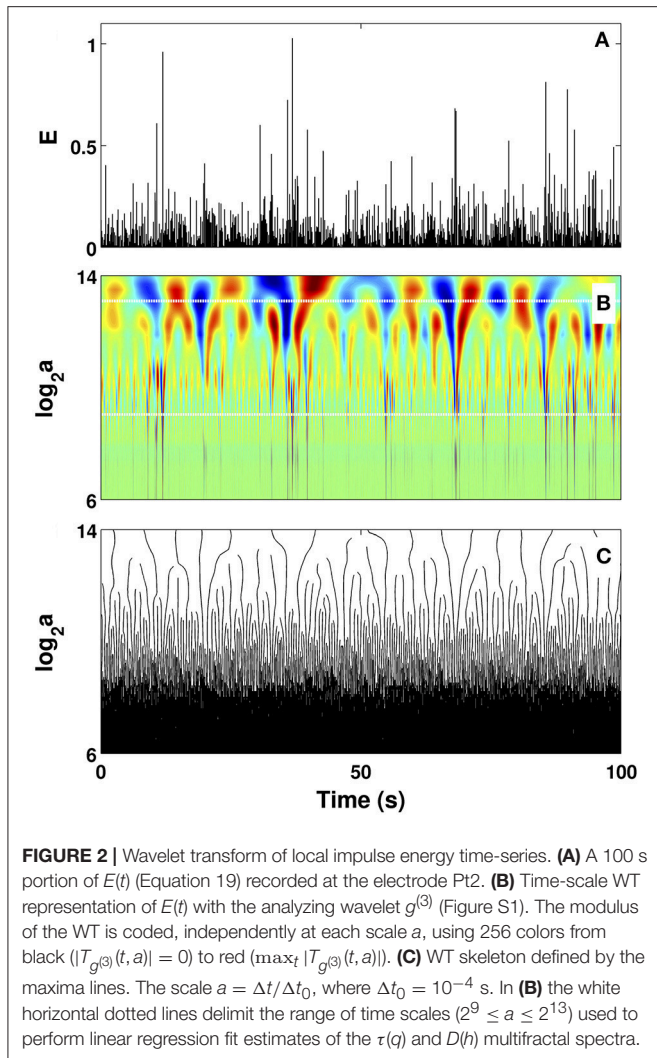 1
A
E
0.5
0
14
B
log₂a
6
14
C
log₂a
6
0
50
100
Time (s)
FIGURE 2 | Wavelet transform of local impulse energy time-series. (A) A 100 s
portion of E(t) (Equation 19) recorded at the electrode Pt2. (B) Time-scale WT
representation of E(t) with the analyzing wavelet g⁽³⁾ (Figure S1). The modulus
of the WT is coded, independently at each scale a, using 256 colors from
black (|T_g⁽³⁾(t, a)| = 0) to red (max_t |T_g⁽³⁾(t, a)|). (C) WT skeleton defined by the
maxima lines. The scale a = Δt/Δt₀, where Δt₀ = 10⁻⁴ s. In (B) the white
horizontal dotted lines delimit the range of time scales (2⁹ ≤ a ≤ 2¹³) used to
perform linear regression fit estimates of the τ(q) and D(h) multifractal spectra.